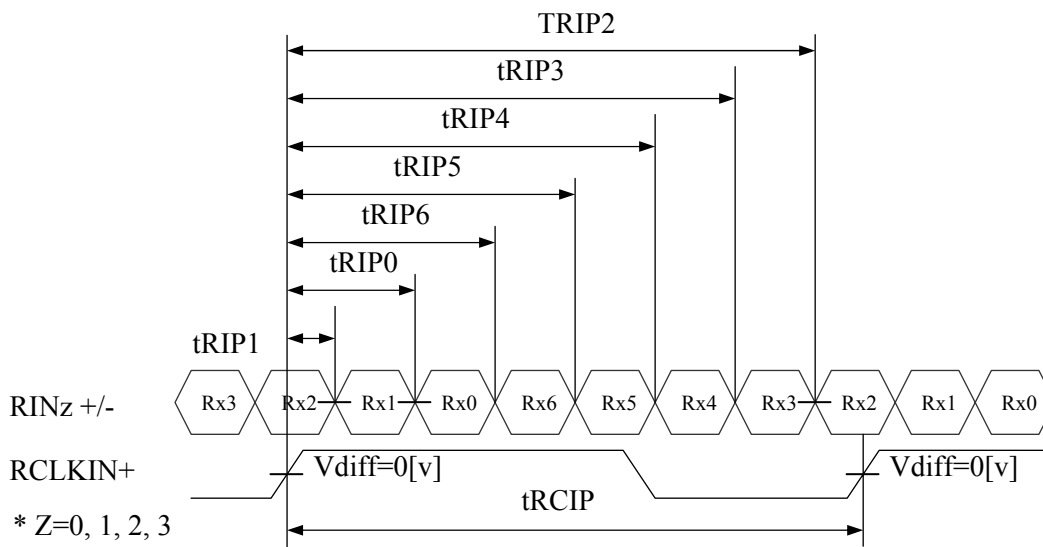 TRIP2
tRIP3
tRIP4
tRIP5
tRIP6
tRIP0
tRIP1
RINz +/- Rx3 Rx2 Rx1 Rx0 Rx6 Rx5 Rx4 Rx3 Rx2 Rx1 Rx0
RCLKIN+ Vdiff=0[v] Vdiff=0[v]
tRCIP
* Z=0, 1, 2, 3